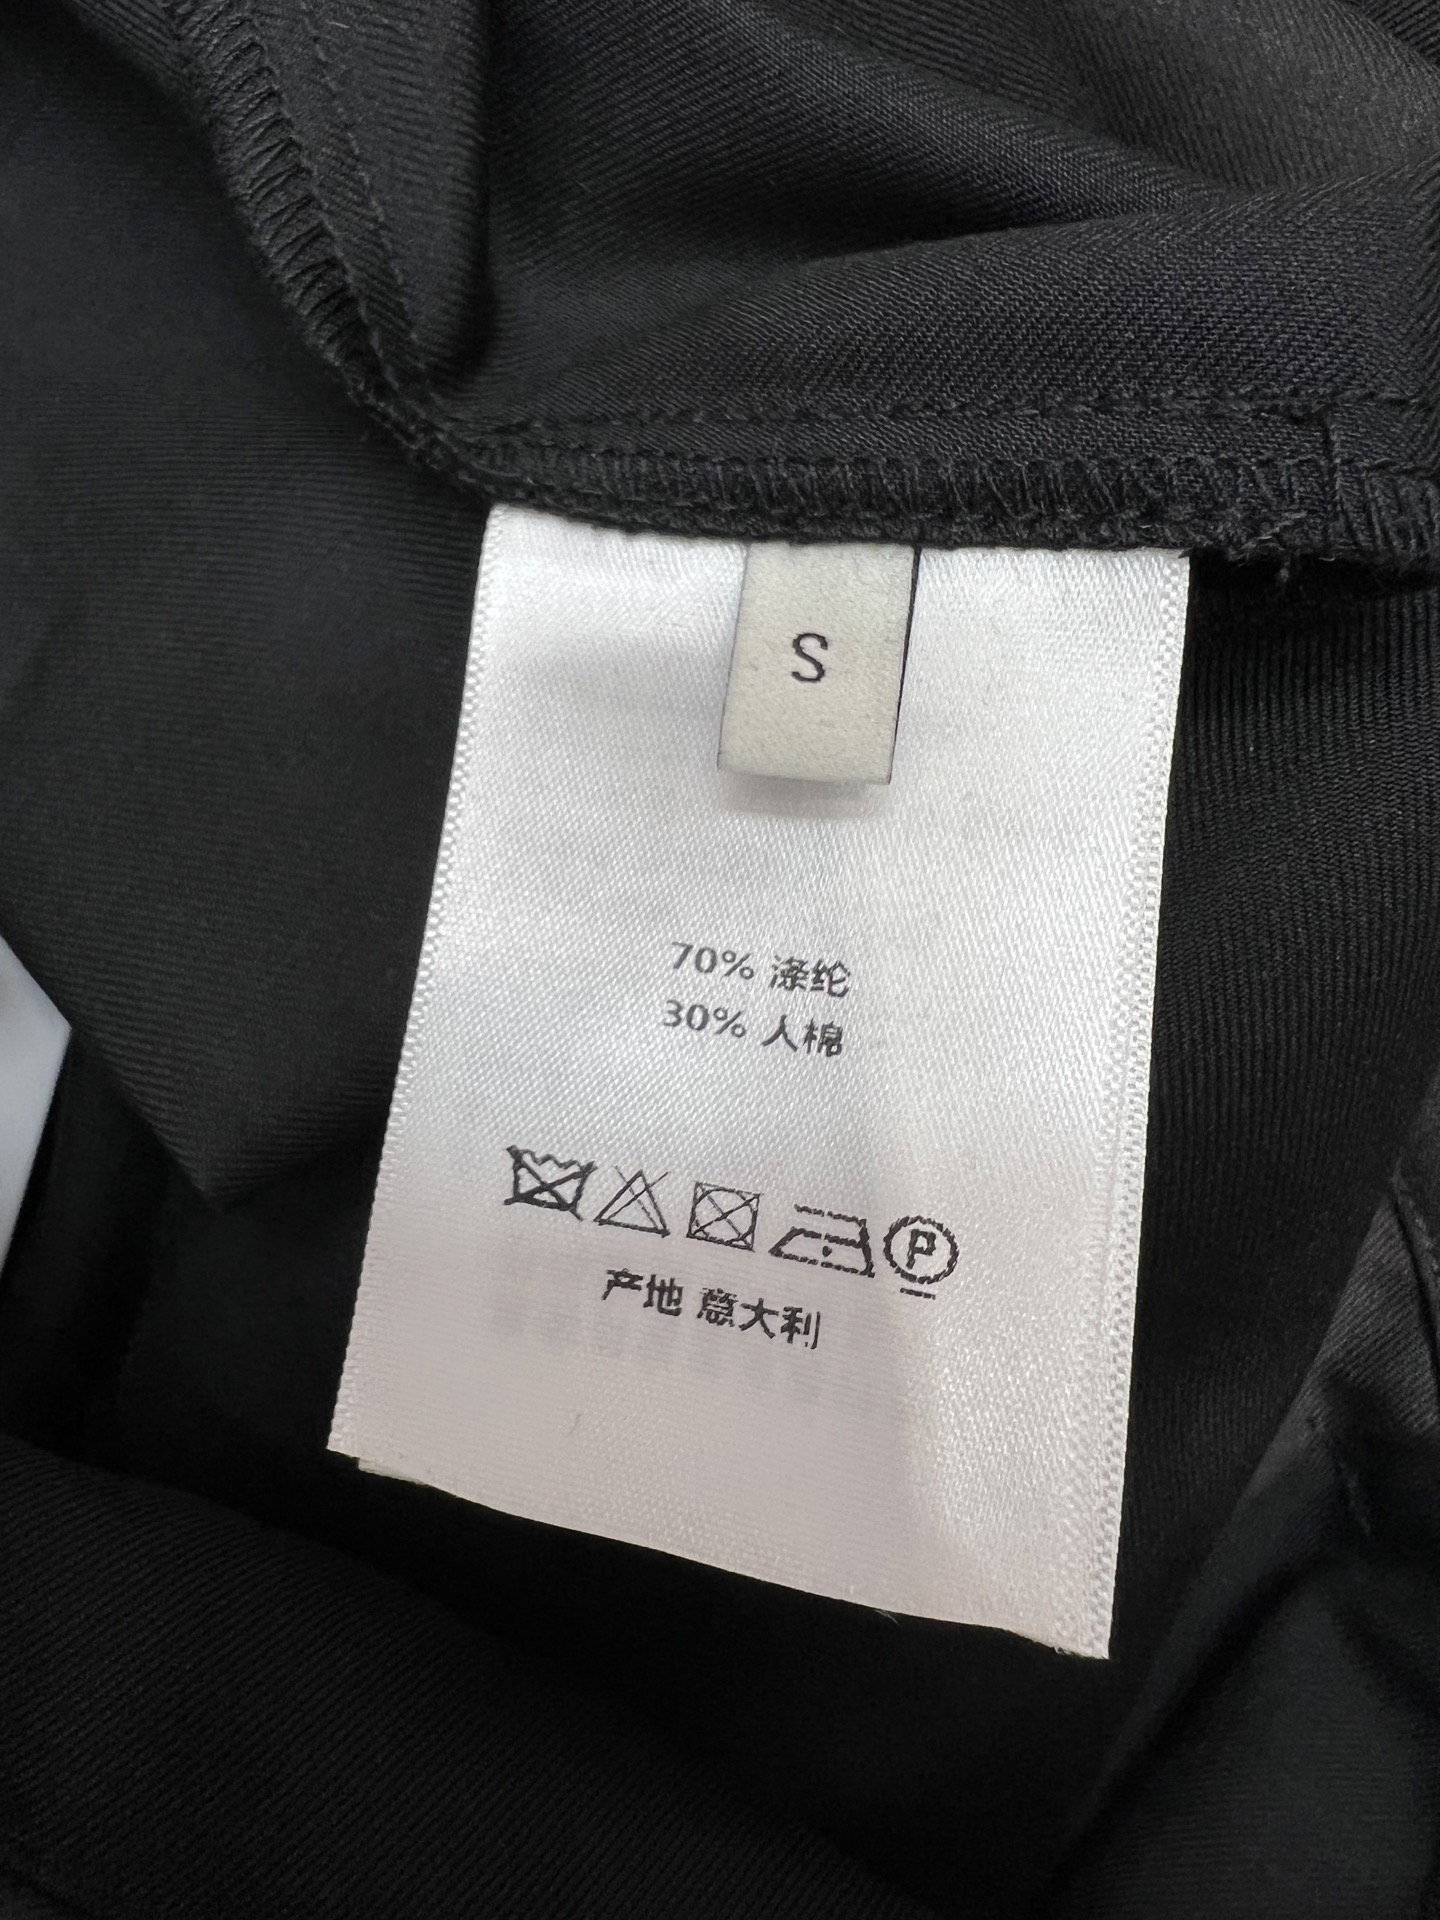 S
70% 涤纶
30% 人棉
P
产地 意大利